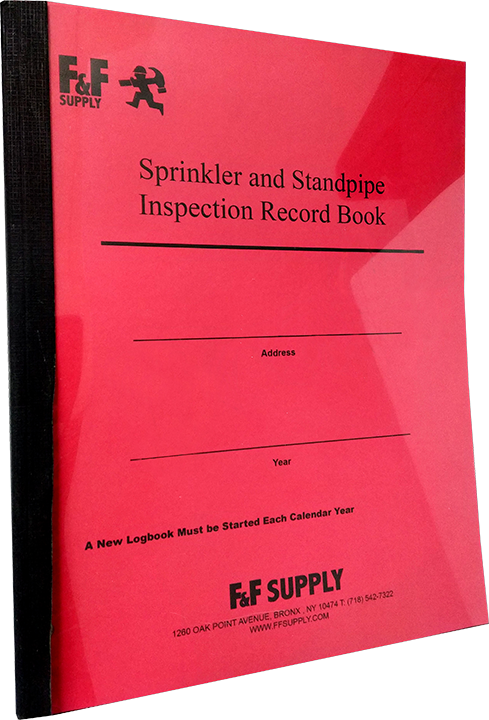 F&F
SUPPLY
Sprinkler and Standpipe
Inspection Record Book
Address
Year
A New Logbook Must be Started Each Calendar Year
F&F SUPPLY
1260 OAK POINT AVENUE, BRONX , NY 10474 T: (718) 542-7322
WWW.FFSUPPLY.COM